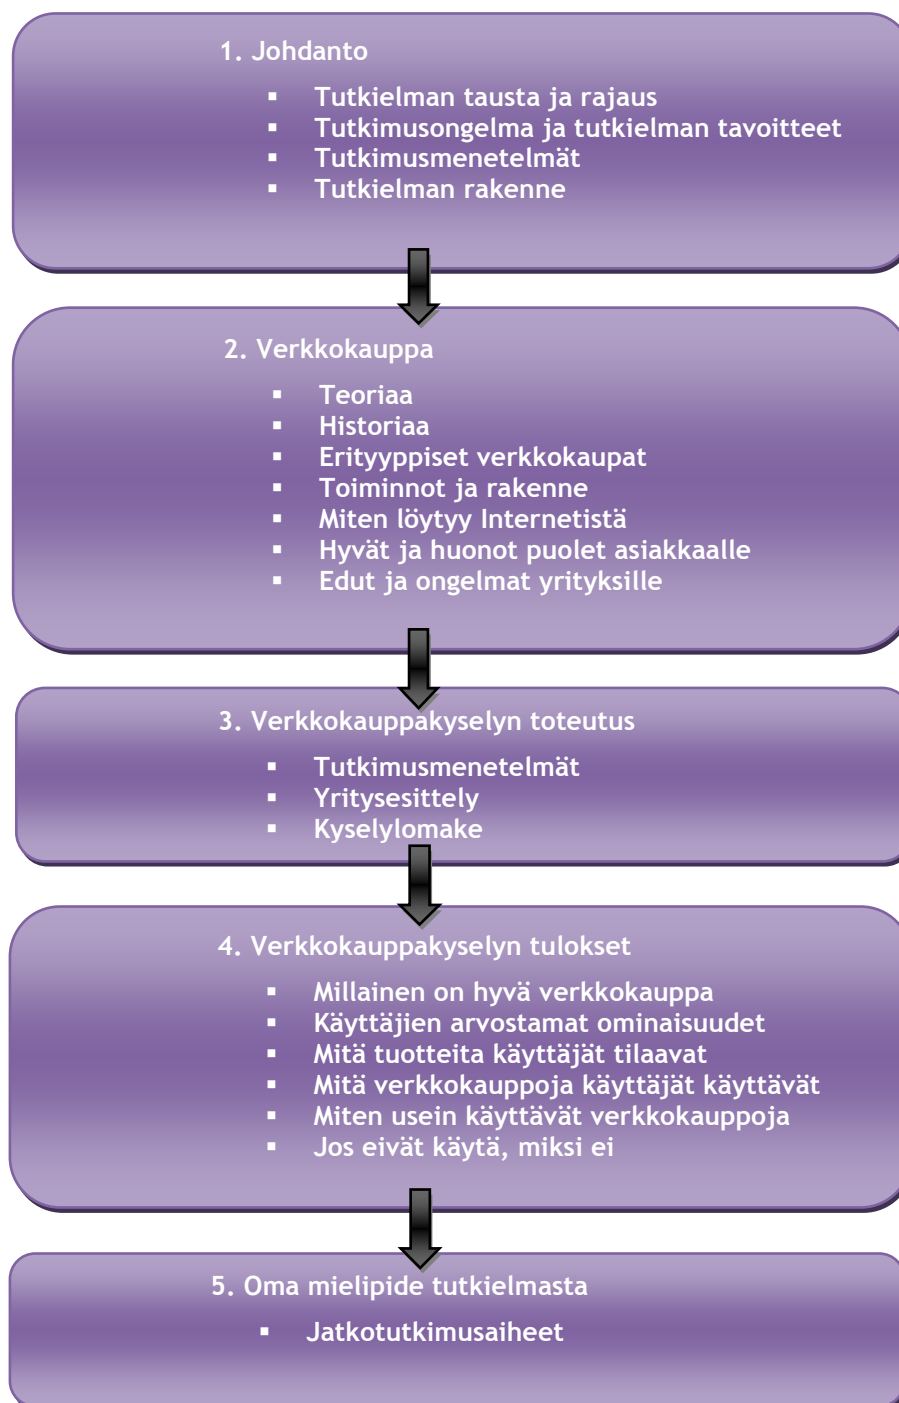 1. Johdanto
▪ Tutkielman tausta ja rajaus
▪ Tutkimusongelma ja tutkielman tavoitteet
▪ Tutkimusmenetelmät
▪ Tutkielman rakenne
2. Verkkokauppa
▪ Teoriaa
▪ Historiaa
▪ Erityyppiset verkkokaupat
▪ Toiminnot ja rakenne
▪ Miten löytyy Internetistä
▪ Hyvät ja huonot puolet asiakkaalle
▪ Edut ja ongelmat yrityksille
3. Verkkokauppakyselyn toteutus
▪ Tutkimusmenetelmät
▪ Yritysesittely
▪ Kyselylomake
4. Verkkokauppakyselyn tulokset
▪ Millainen on hyvä verkkokauppa
▪ Käyttäjien arvostamat ominaisuudet
▪ Mitä tuotteita käyttäjät tilaavat
▪ Mitä verkkokauppoja käyttäjät käyttävät
▪ Miten usein käyttävät verkkokauppoja
▪ Jos eivät käytä, miksi ei
5. Oma mielipide tutkielmasta
▪ Jatkotutkimusaiheet